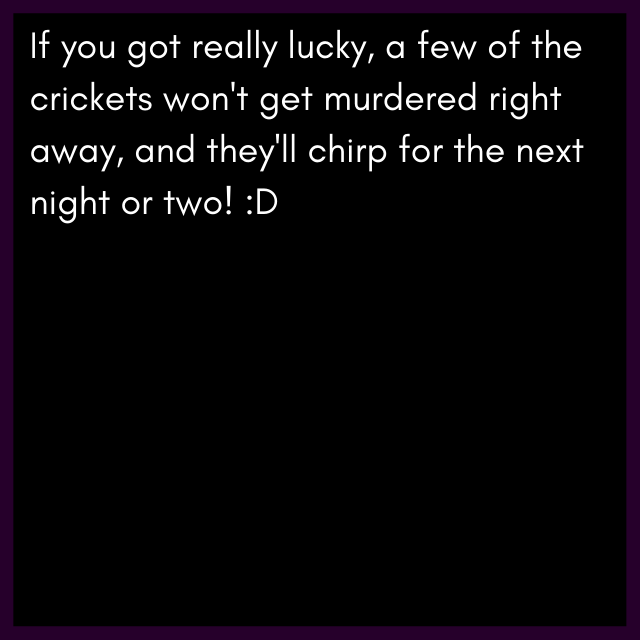 If you got really lucky, a few of the
crickets won't get murdered right
away, and they'll chirp for the next
night or two! :D